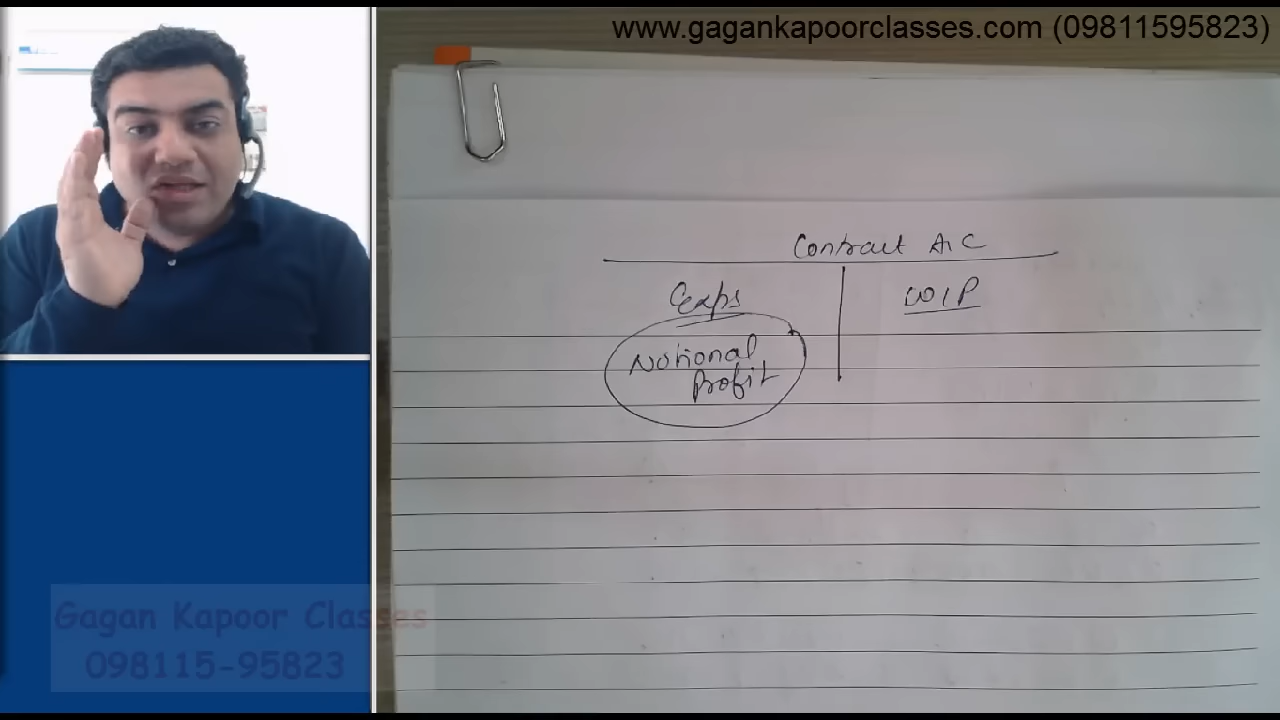 www.gagankapoorclasses.com (09811595823)
Contract A/C
Exps
WIP
Notional
Profit
Gagan Kapoor Classes
098115-95823